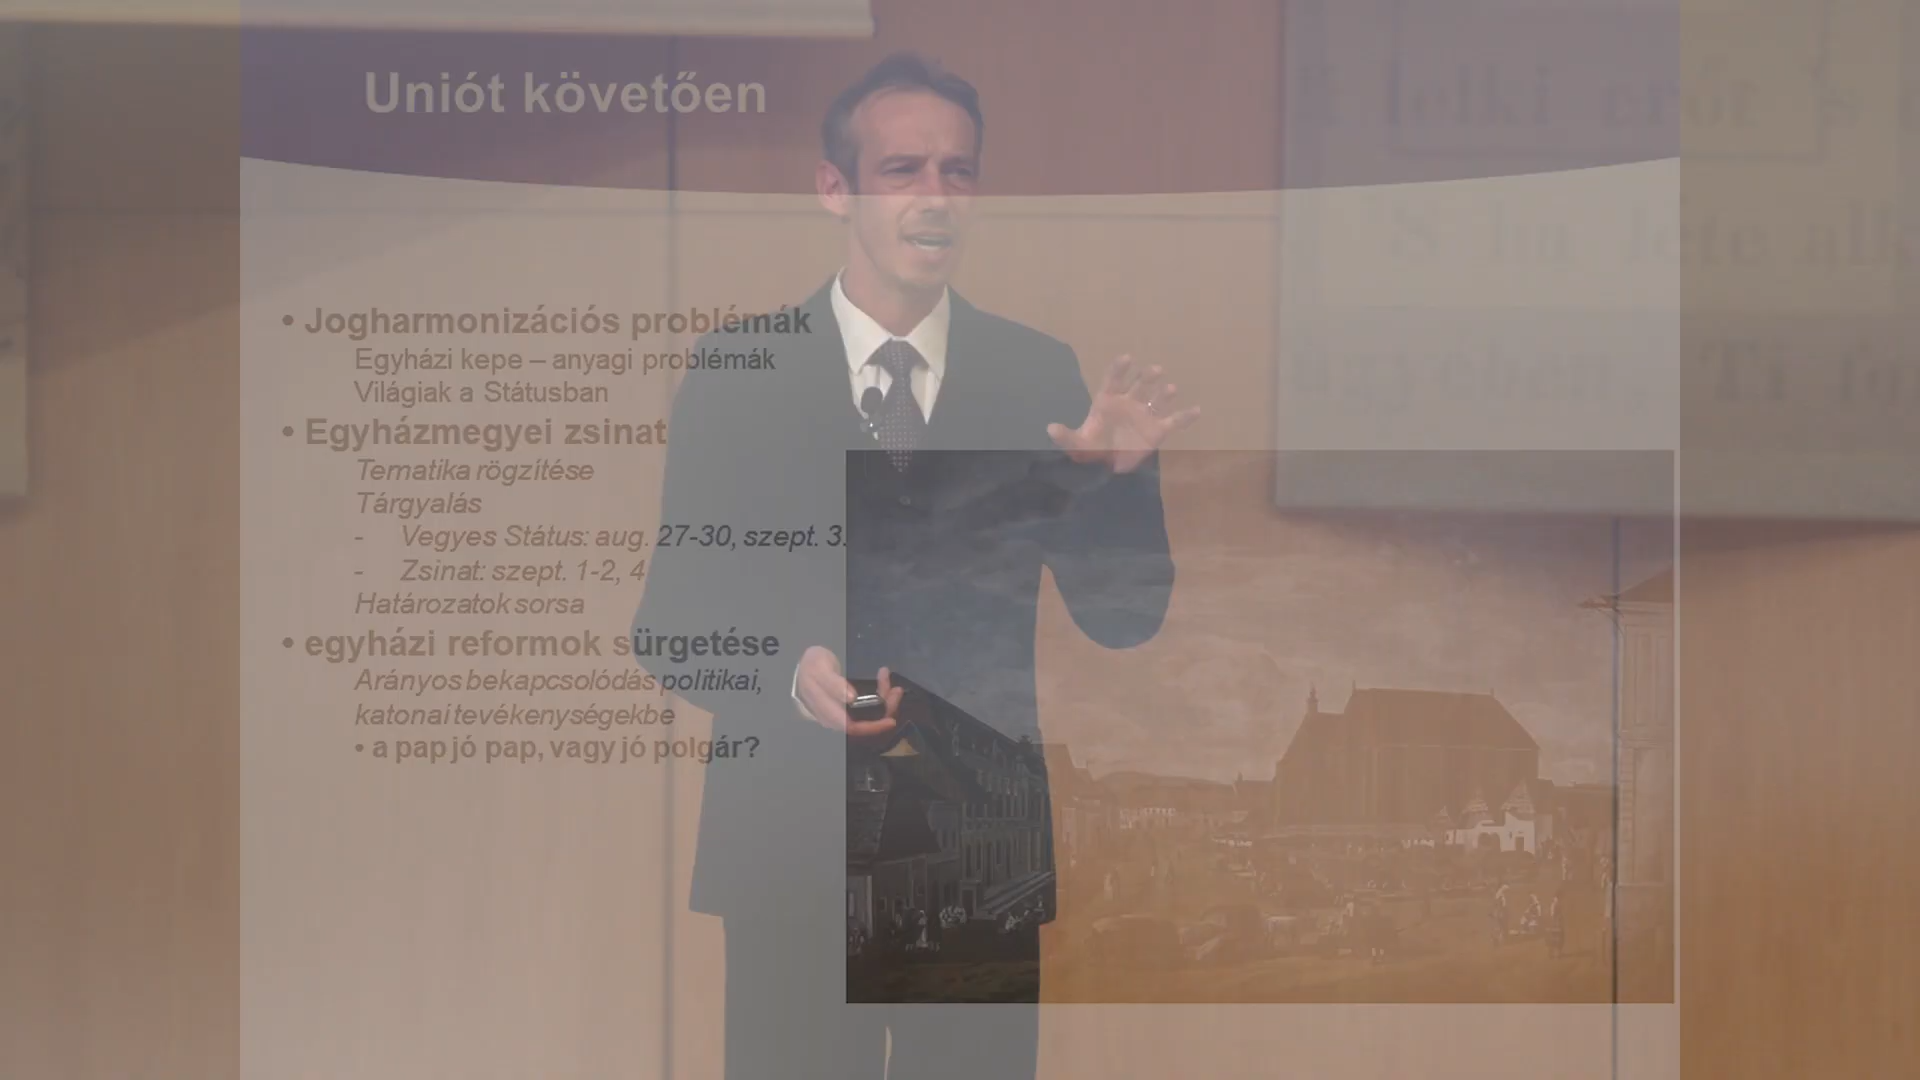 Uniót követően
• Jogharmonizációs problémák
Egyházi kepe – anyagi problémák
Világiak a Státusban
• Egyházmegyei zsinat
Tematika rögzítése
Tárgyalás
- Vegyes Státus: aug. 27-30, szept. 3.
- Zsinat: szept. 1-2, 4
Határozatok sorsa
• egyházi reformok sürgetése
Arányos bekapcsolódás politikai,
katonai tevékenységekbe
• a pap jó pap, vagy jó polgár?
lelki erőt s